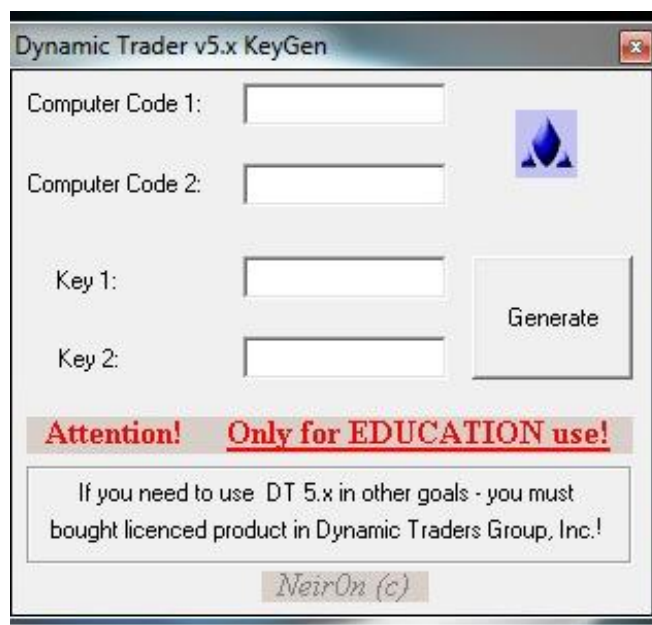 Dynamic Trader v5.x KeyGen
Computer Code 1:
Computer Code 2:
Key 1:
Generate
Key 2:
Attention! Only for EDUCATION use!
If you need to use DT 5.x in other goals - you must
bought licenced product in Dynamic Traders Group, Inc.!
NeirOn (c)